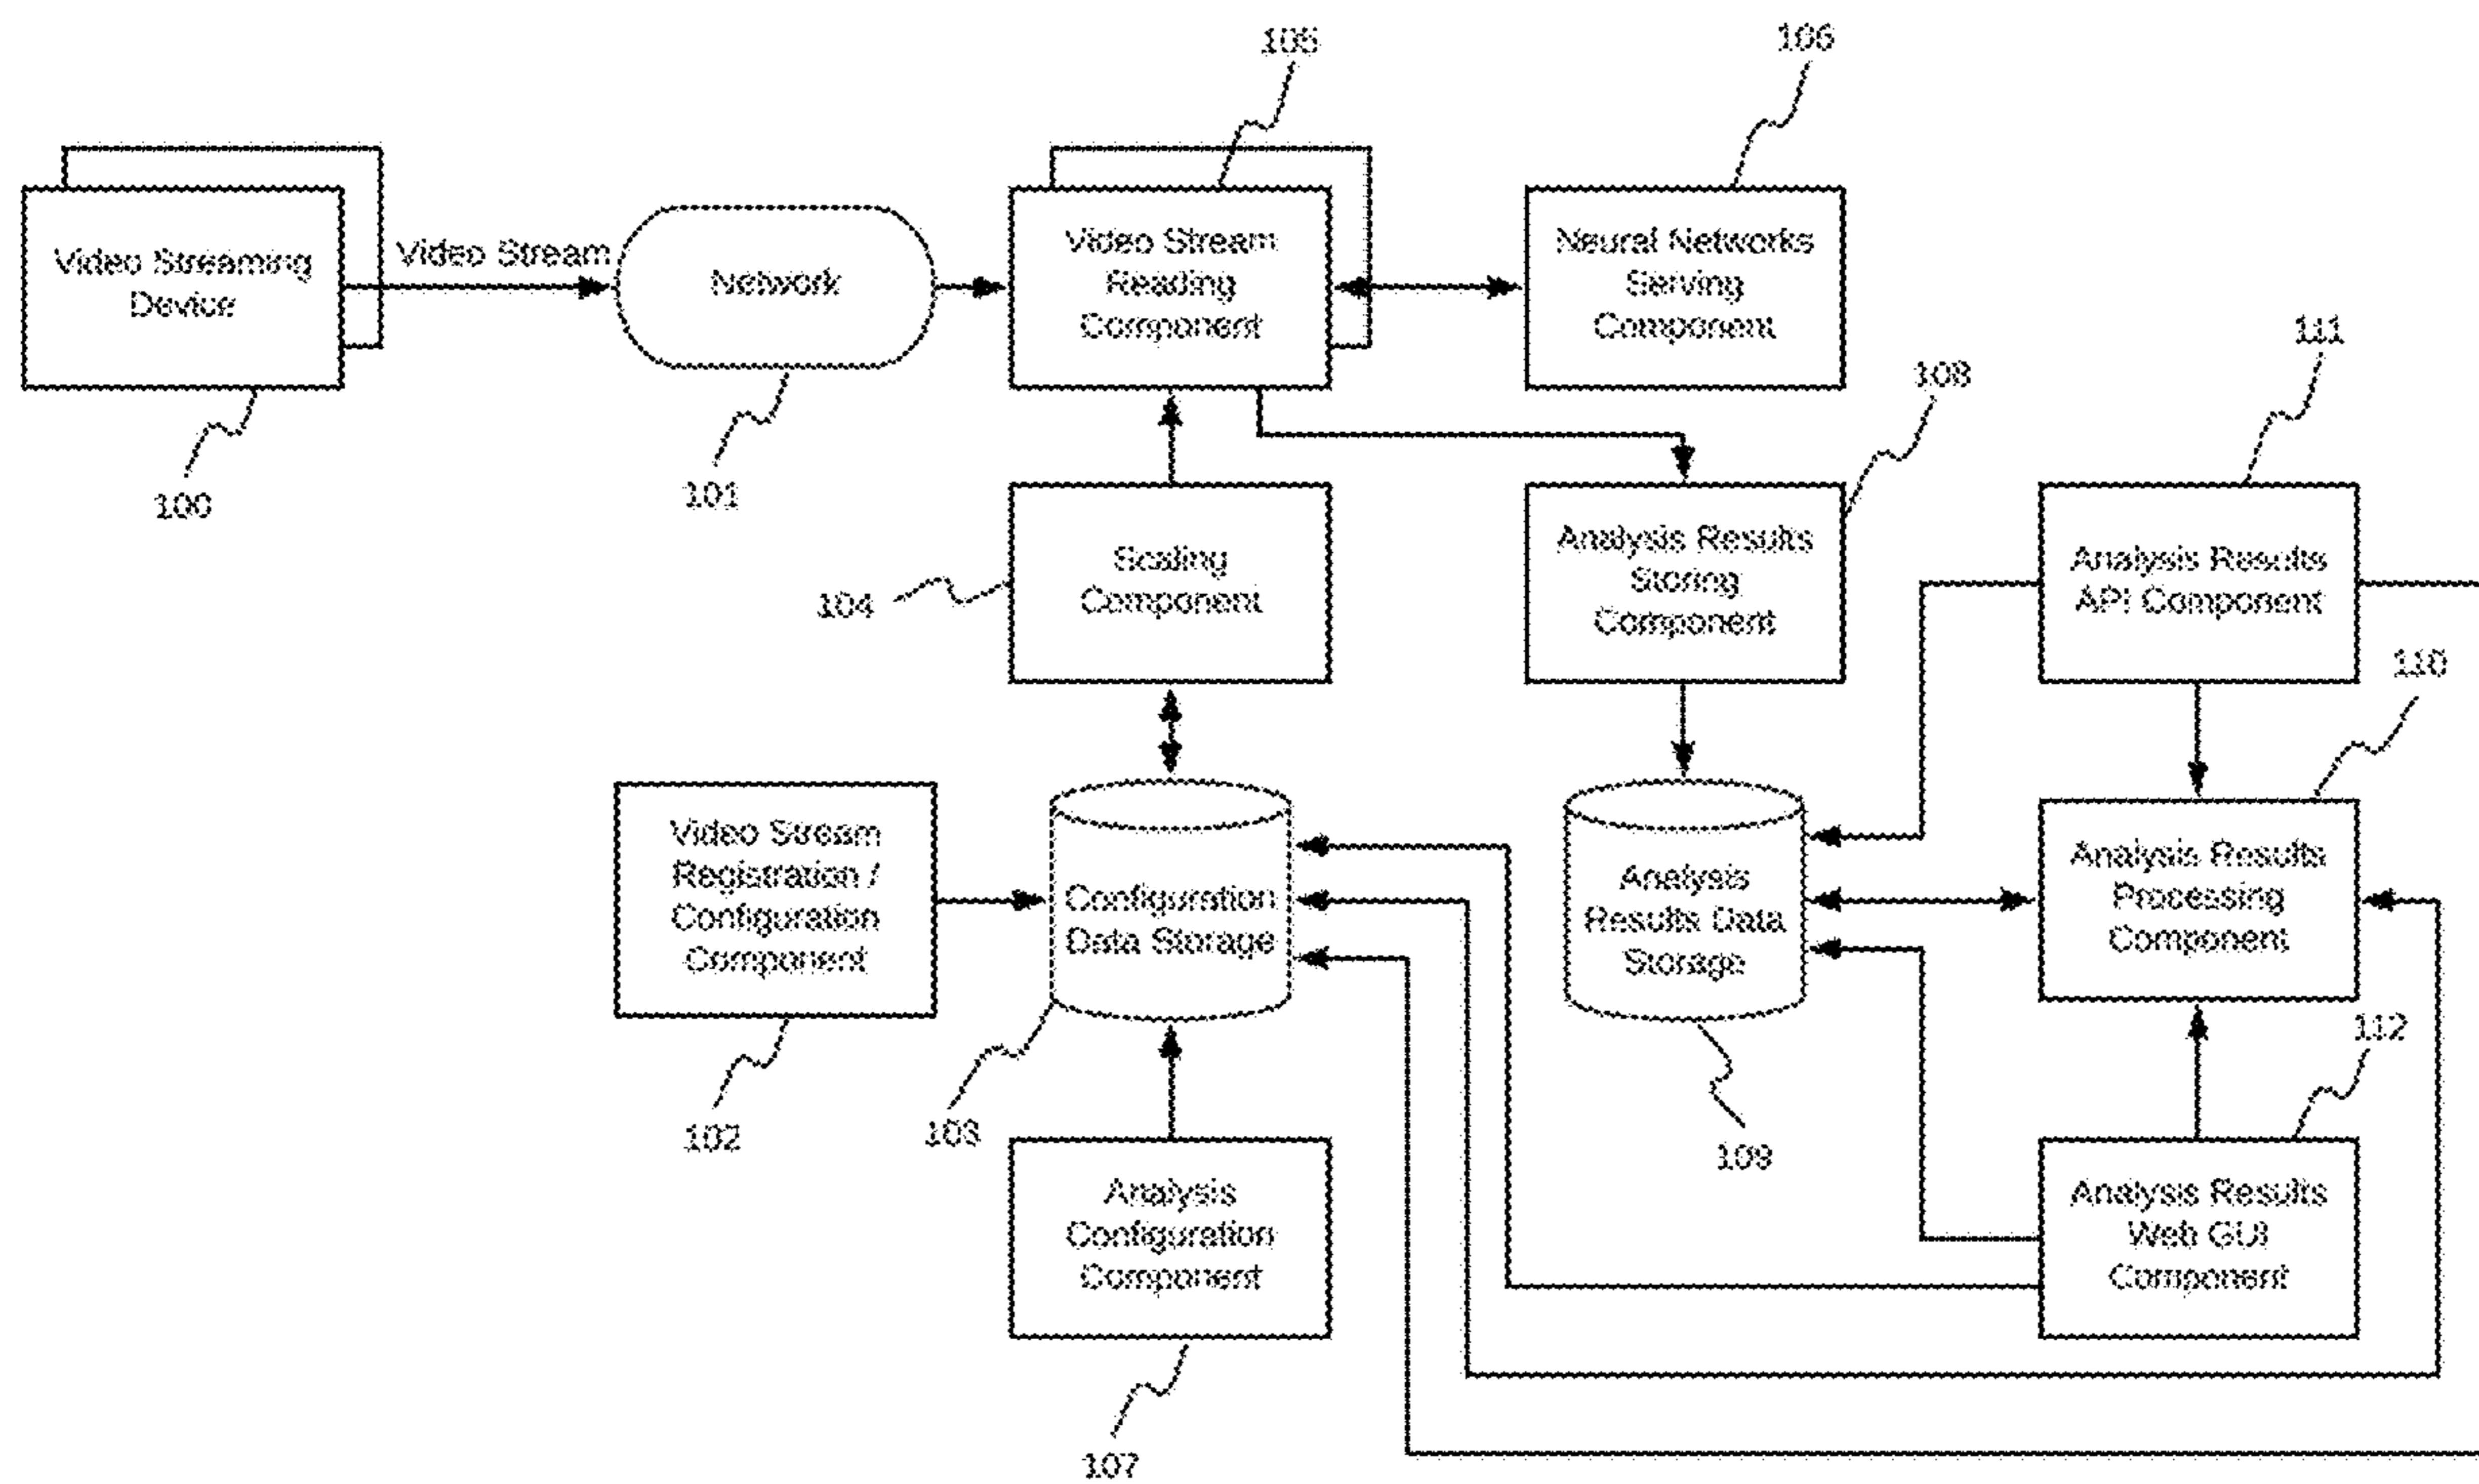 105
106
Video Streaming
Device
Video Stream
Network
Video Stream
Reading
Component
Neural Networks
Serving
Component
111
108
100
101
Scaling
Component
104
Analysis Results
Storing
Component
Analysis Results
API Component
110
Video Stream
Registration /
Configuration
Component
Configuration
Data Storage
Analysis
Results Data
Storage
Analysis Results
Processing
Component
112
102
103
109
Analysis
Configuration
Component
Analysis Results
Web GUI
Component
107